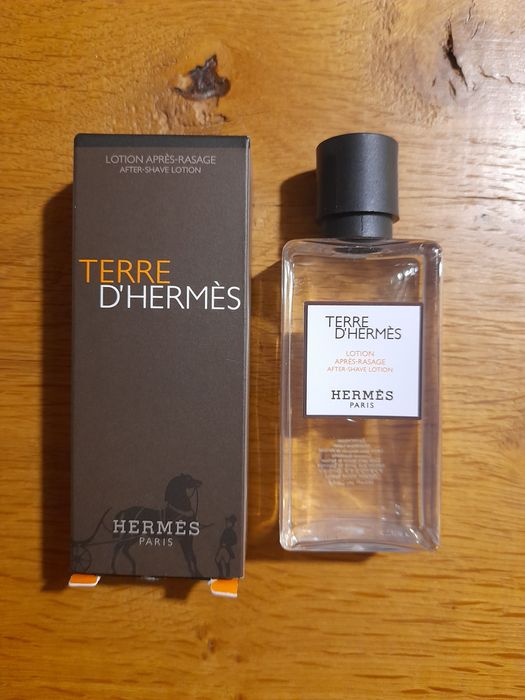 LOTION APRÈS-RASAGE
AFTER-SHAVE LOTION
TERRE
D'HERMÈS
HERMÈS
PARIS
TERRE
D'HERMÈS
LOTION
APRÈS-RASAGE
AFTER-SHAVE LOTION
HERMÈS
PARIS